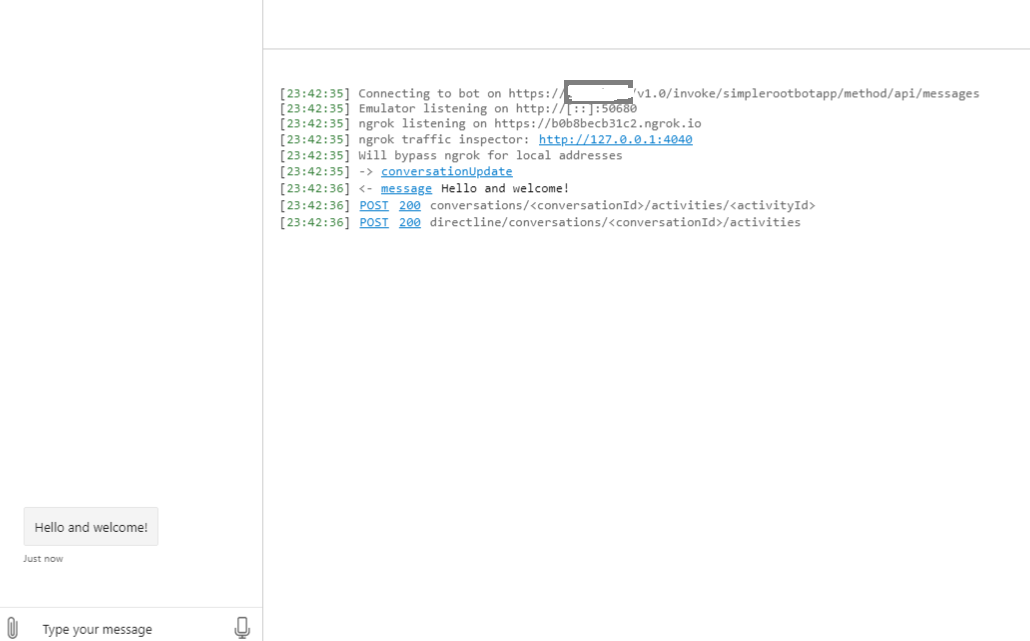 [23:42:35] Connecting to bot on https:// /v1.0/invoke/simplerootbotapp/method/api/messages
[23:42:35] Emulator listening on http://[::]:50680
[23:42:35] ngrok listening on https://b0b8becb31c2.ngrok.io
[23:42:35] ngrok traffic inspector: http://127.0.0.1:4040
[23:42:35] Will bypass ngrok for local addresses
[23:42:35] -> conversationUpdate
[23:42:36] <- message Hello and welcome!
[23:42:36] POST 200 conversations/<conversationId>/activities/<activityId>
[23:42:36] POST 200 directline/conversations/<conversationId>/activities
Hello and welcome!
Just now
Type your message